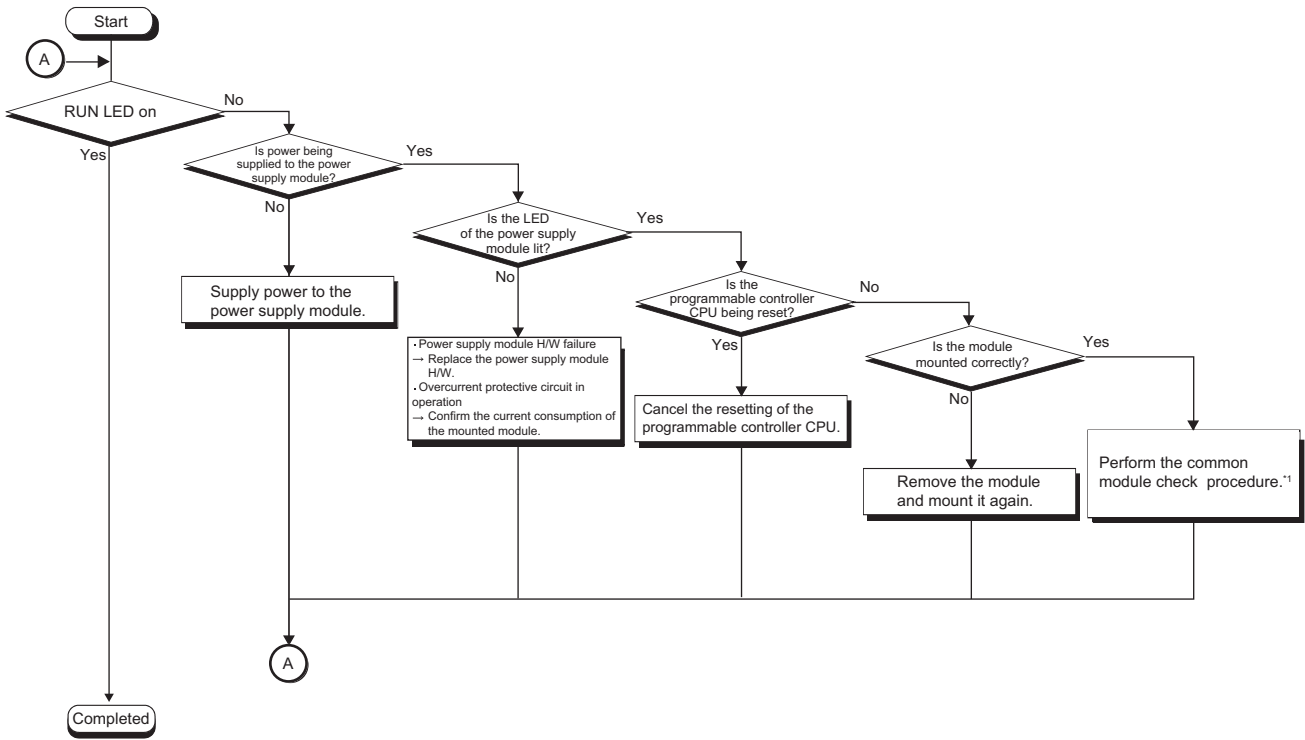 Start
A
RUN LED on
No
Yes
Is power being
supplied to the power
supply module?
Yes
No
Supply power to the
power supply module.
Is the LED
of the power supply
module lit?
Yes
No
· Power supply module H/W failure
→ Replace the power supply module
H/W.
· Overcurrent protective circuit in
operation
→ Confirm the current consumption of
the mounted module.
Is the
programmable controller
CPU being reset?
No
Yes
Cancel the resetting of the
programmable controller CPU.
Is the module
mounted correctly?
Yes
No
Remove the module
and mount it again.
Perform the common
module check procedure.*1
A
Completed